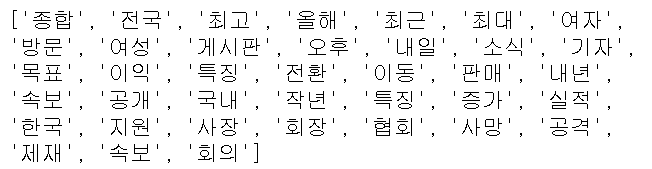 ['종합', '전국', '최고', '올해', '최근', '최대', '여자',
'방문', '여성', '게시판', '오후', '내일', '소식', '기자',
'목표', '이익', '특징', '전환', '이동', '판매', '내년',
'속보', '공개', '국내', '작년', '특징', '증가', '실적',
'한국', '지원', '사장', '회장', '협회', '사망', '공격',
'제재', '속보', '회의']